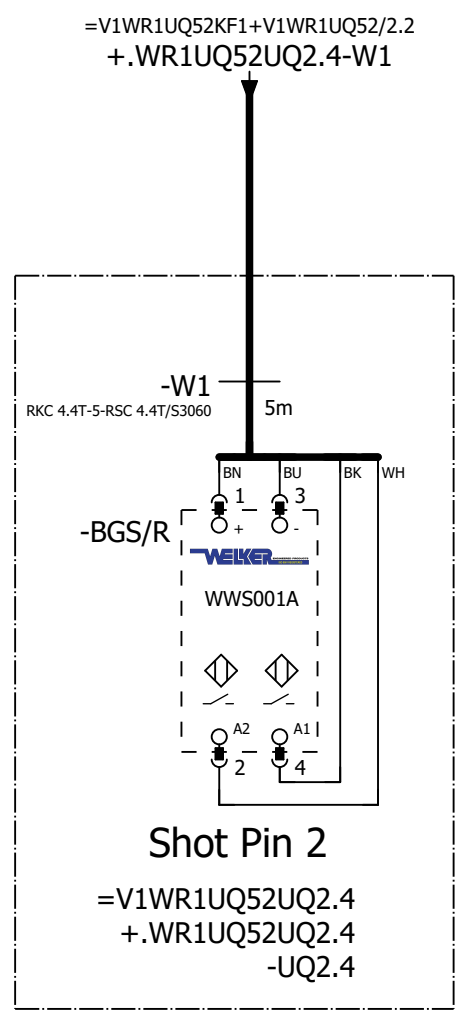 =V1WR1UQ52KF1+V1WR1UQ52/2.2
+.WR1UQ52UQ2.4-W1
-W1
RKC 4.4T-5-RSC 4.4T/S3060
5m
BN BU BK WH
1 3
-BGS/R
+ -
WELKER
WWS001A
A2 A1
2 4
Shot Pin 2
=V1WR1UQ52UQ2.4
+.WR1UQ52UQ2.4
-UQ2.4